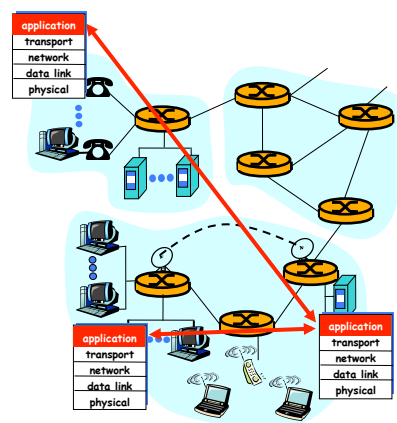 application
transport
network
data link
physical
application
transport
network
data link
physical
application
transport
network
data link
physical